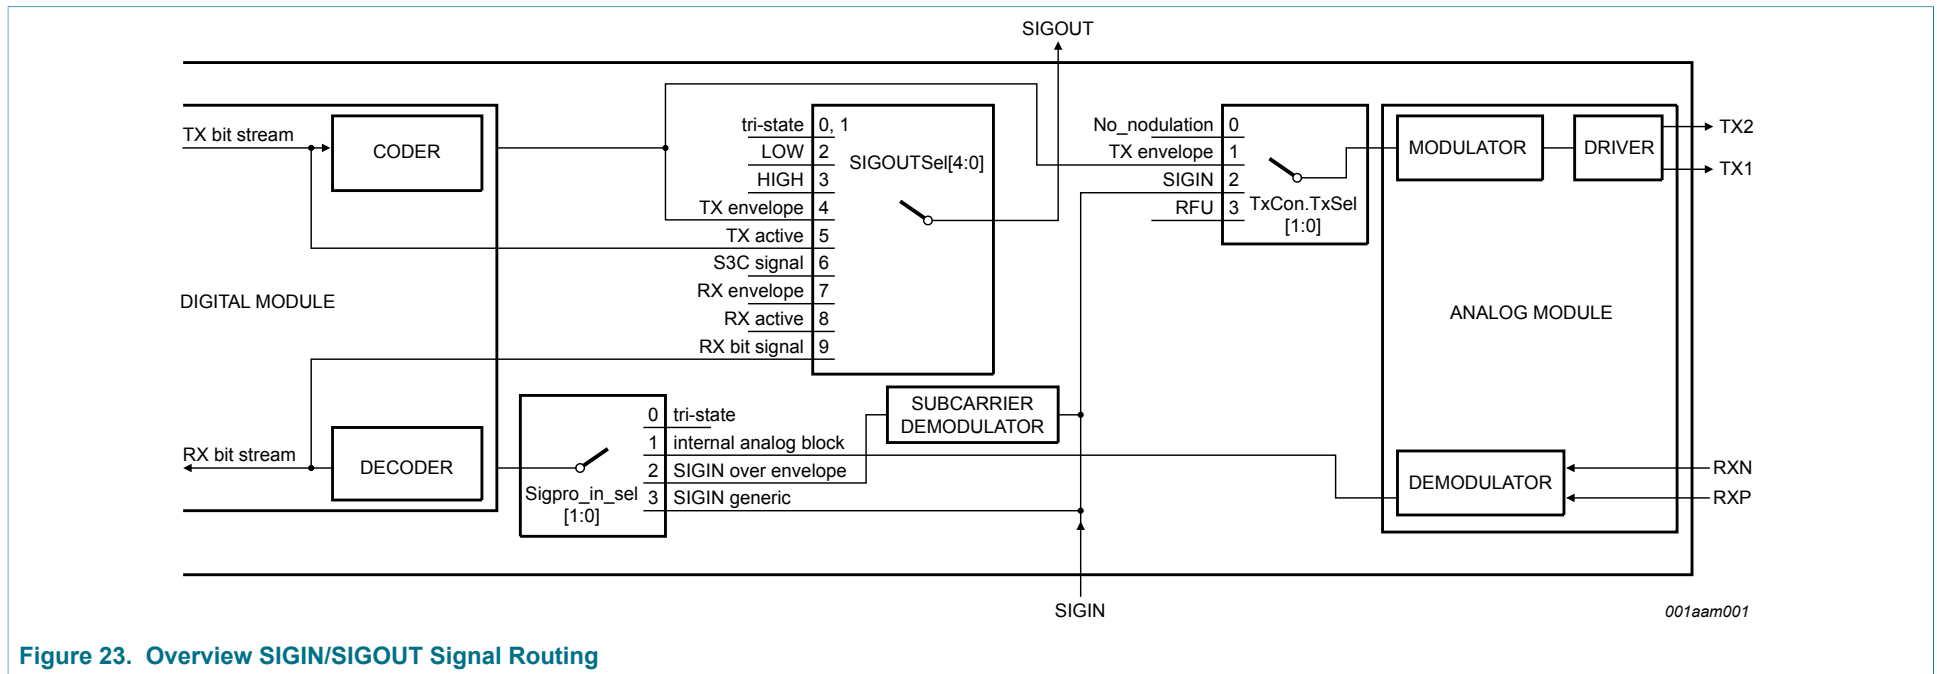 SIGOUT
TX bit stream
CODER
tri-state 0, 1
LOW 2
HIGH 3
TX envelope 4
TX active 5
S3C signal 6
RX envelope 7
RX active 8
RX bit signal 9
SIGOUTSel[4:0]
No_nodulation 0
TX envelope 1
SIGIN 2
RFU 3
TxCon.TxSel
[1:0]
MODULATOR
DRIVER
TX2
TX1
DIGITAL MODULE
ANALOG MODULE
SUBCARRIER
DEMODULATOR
0 tri-state
1 internal analog block
2 SIGIN over envelope
3 SIGIN generic
Sigpro_in_sel
[1:0]
RX bit stream
DECODER
DEMODULATOR
RXN
RXP
SIGIN
001aam001
Figure 23. Overview SIGIN/SIGOUT Signal Routing